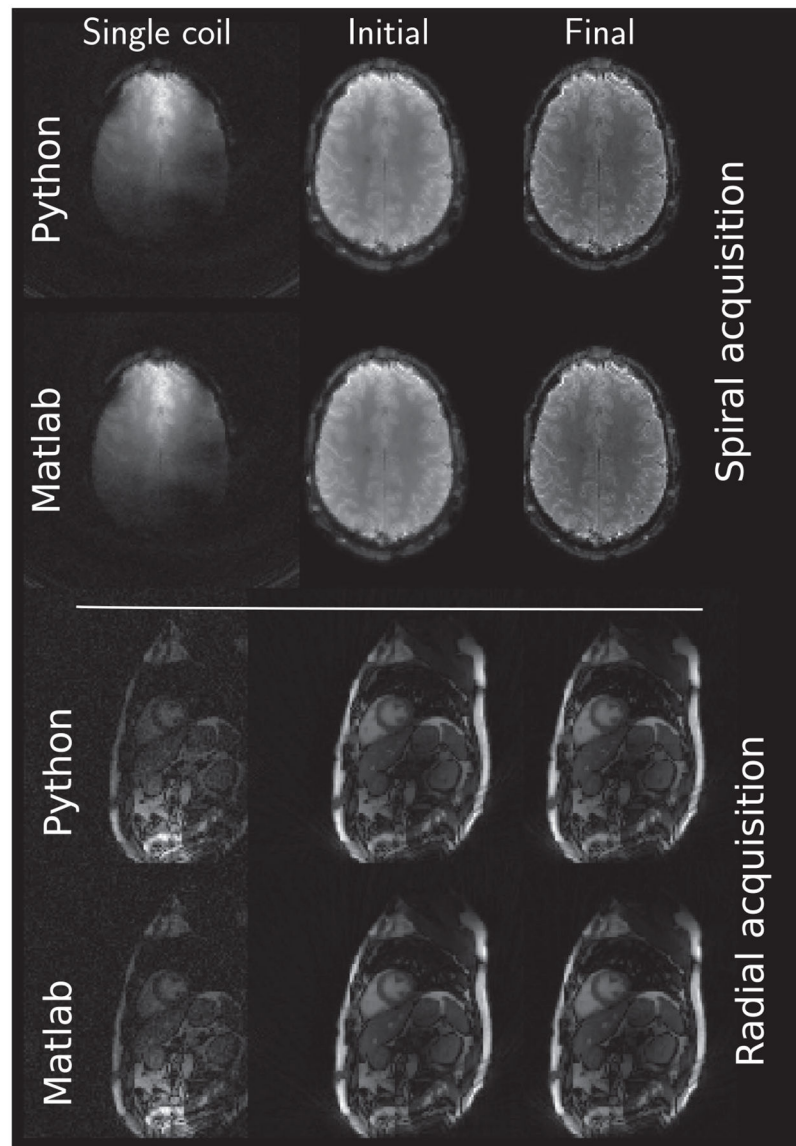 Single coil
Initial
Final
Python
Matlab
Spiral acquisition
Python
Matlab
Radial acquisition